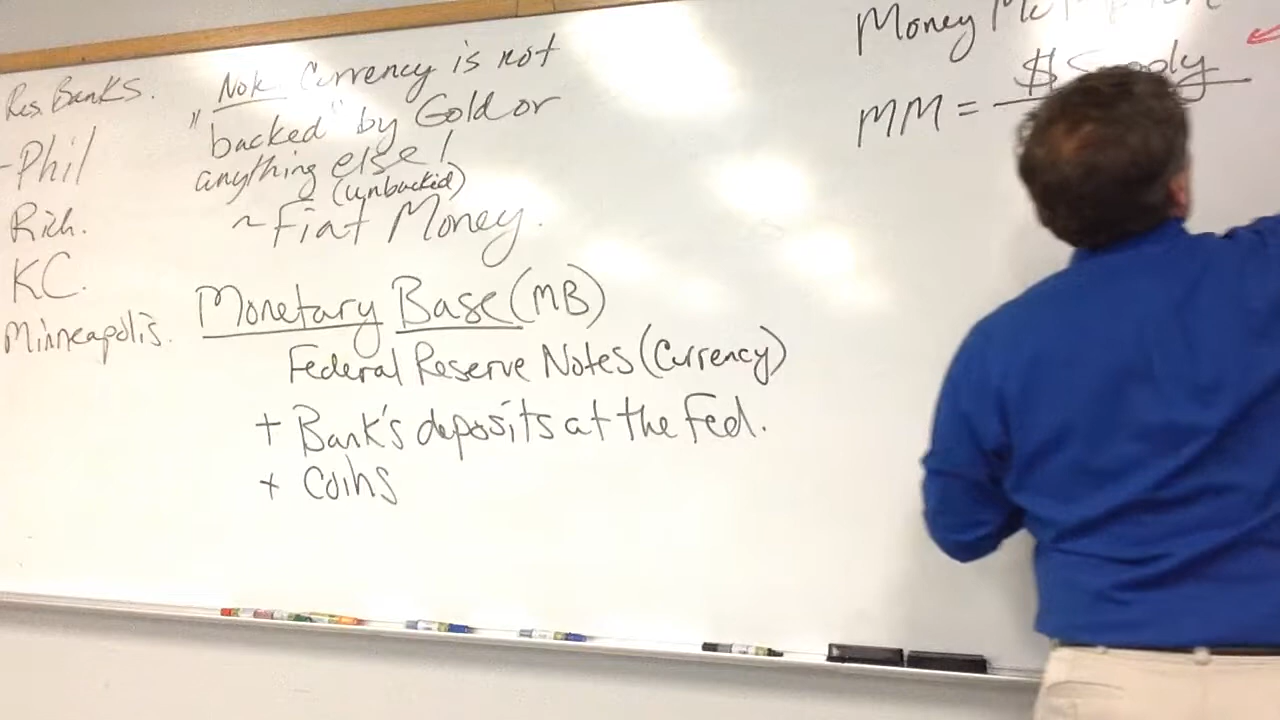 Res. Banks.
-Phil
Rich.
KC.
Minneapolis.
Currency is not
"backed" by Gold or
anything else!
(unbacked)
~ Fiat Money.
Monetary Base (MB)
Federal Reserve Notes (Currency)
+ Bank's deposits at the Fed.
+ Coins
Money
$ Supply
MM =